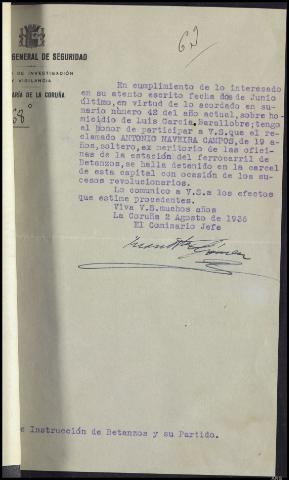 62
GENERAL DE SEGURIDAD
DE INVESTIGACIÓN
VIGILANCIA
ARÍA DE LA CORUÑA
68º
En cumplimiento de lo interesado
en su atento escrito fecha dos de Junio
último, en virtud de lo acordado en su-
mario número 42 del año actual, sobre ho-
micidio de Luis García Barullobre; tengo
el honor de participar a V.S. que el re-
clamado ANTONIO NAVEIRA CAMPOS, de 19 a-
ños, soltero, ex meritorio de las ofici-
nas de la estación del ferrocarril de
Betanzos, se halla detenido en la carcel
de esta capital con ocasión de los su-
cesos revolucionarios.
Lo comunico a V.S. a los efectos
que estime procedentes.
Viva V.S. muchos años
La Coruña 2 Agosto de 1936
El Comisario Jefe
e Instrucción de Betanzos y su Partido.